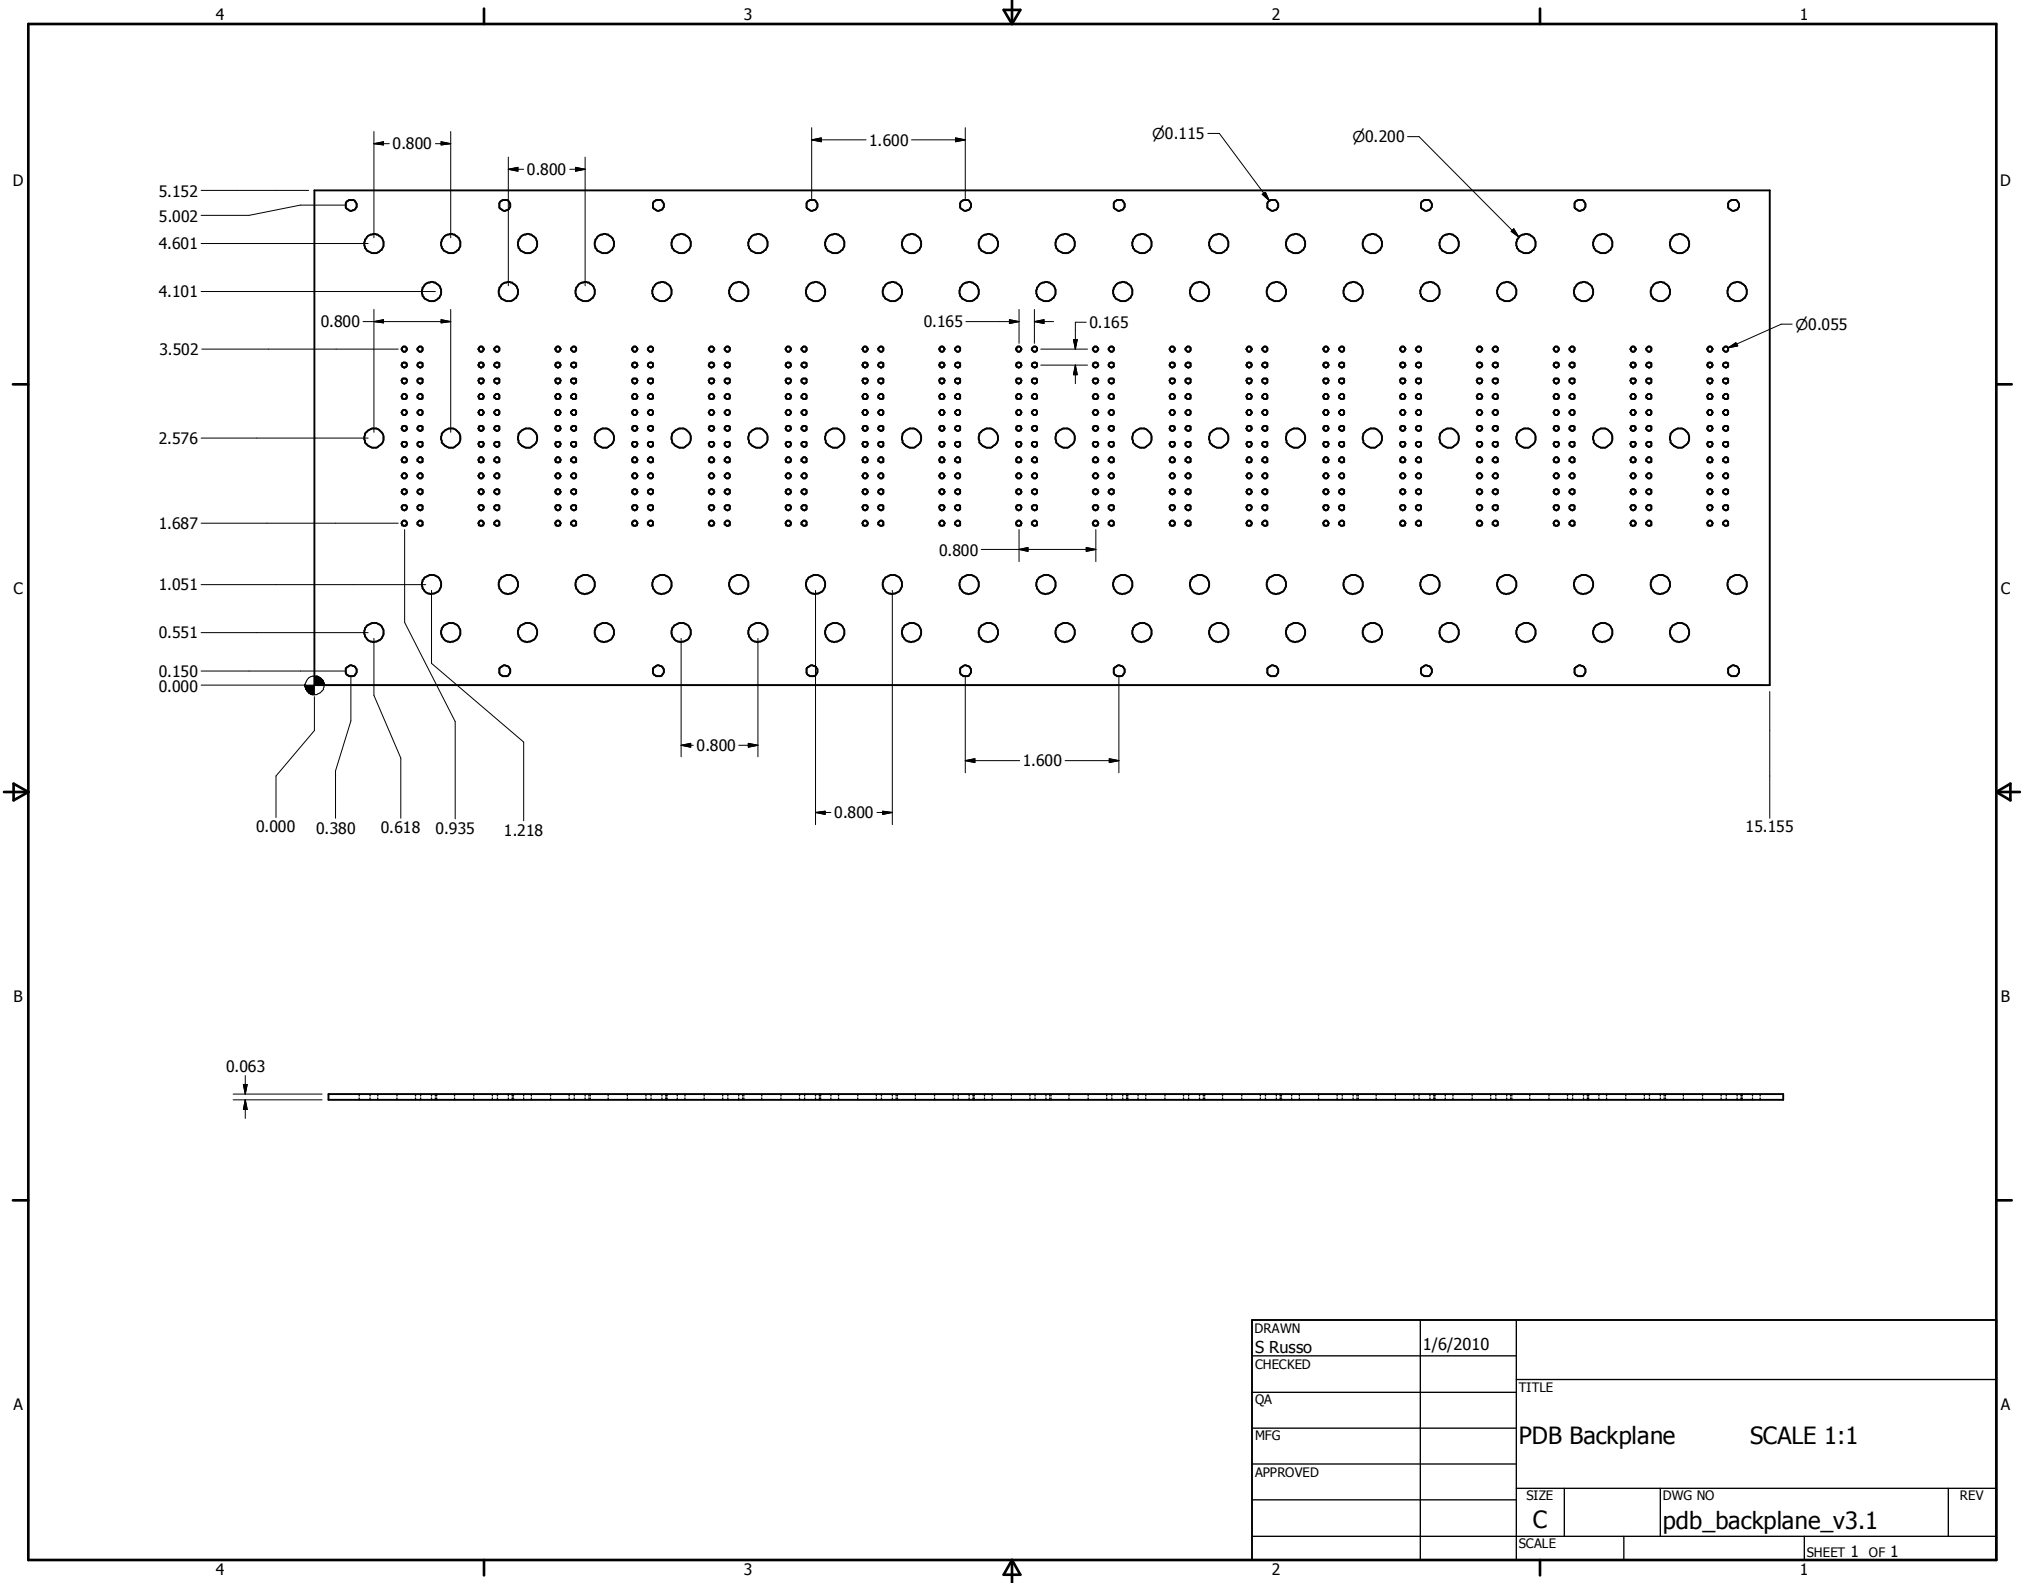 4 3 2 1
D D
0.800 1.600 Ø0.115 Ø0.200
0.800
5.152
5.002
4.601
4.101
0.800 0.165 0.165 Ø0.055
3.502
2.576
1.687
0.800
1.051
C C
0.551
0.150
0.000
0.800 1.600
0.800
0.000 0.380 0.618 0.935 1.218 15.155
B B
0.063
A A
DRAWN
S Russo 1/6/2010
CHECKED
QA
MFG
APPROVED
TITLE
PDB Backplane SCALE 1:1
SIZE
C
DWG NO
pdb_backplane_v3.1
REV
SCALE
SHEET 1 OF 1
4 3 2 1